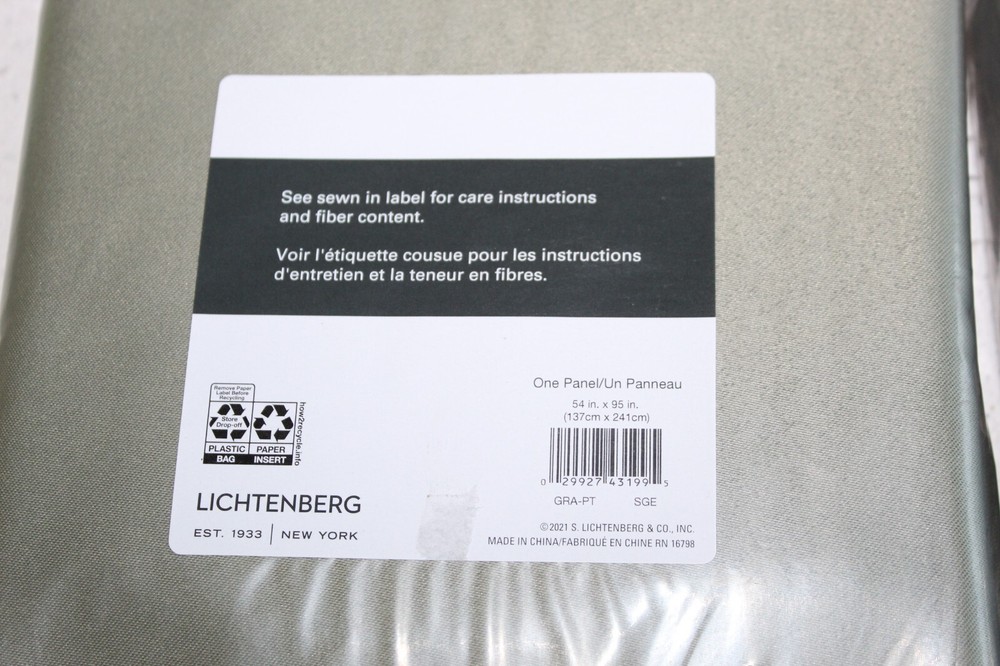 See sewn in label for care instructions
and fiber content.
Voir l'étiquette cousue pour les instructions
d'entretien et la teneur en fibres.
Remove Paper
Label Before
Recycling
Store
Drop-off
PLASTIC
BAG
PAPER
INSERT
how2recycle.info
LICHTENBERG
EST. 1933 | NEW YORK
One Panel/Un Panneau
54 in. x 95 in.
(137cm x 241cm)
0 29927 43199 5
GRA-PT SGE
©2021 S. LICHTENBERG & CO., INC.
MADE IN CHINA/FABRIQUÉ EN CHINE RN 16798